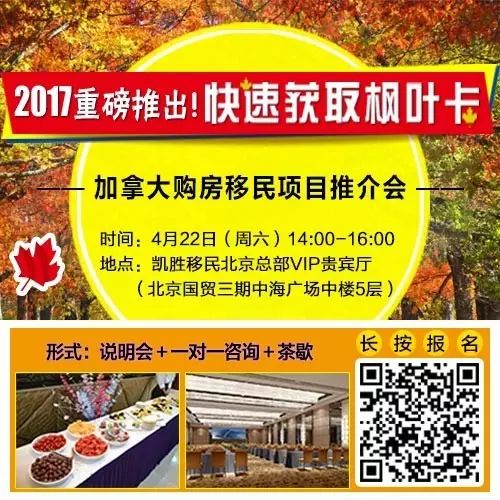 2017重磅推出!快速获取枫叶卡
加拿大购房移民项目推介会
时间：4月22日（周六）14:00-16:00
地点：凯胜移民北京总部VIP贵宾厅
（北京国贸三期中海广场中楼5层）
形式：说明会+一对一咨询+茶歇
长按报名